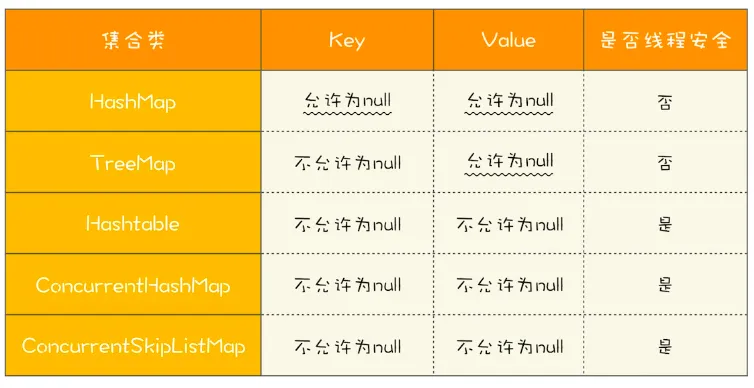 集合类 Key Value 是否线程安全
HashMap 允许为null 允许为null 否
TreeMap 不允许为null 允许为null 否
Hashtable 不允许为null 不允许为null 是
ConcurrentHashMap 不允许为null 不允许为null 是
ConcurrentSkipListMap 不允许为null 不允许为null 是